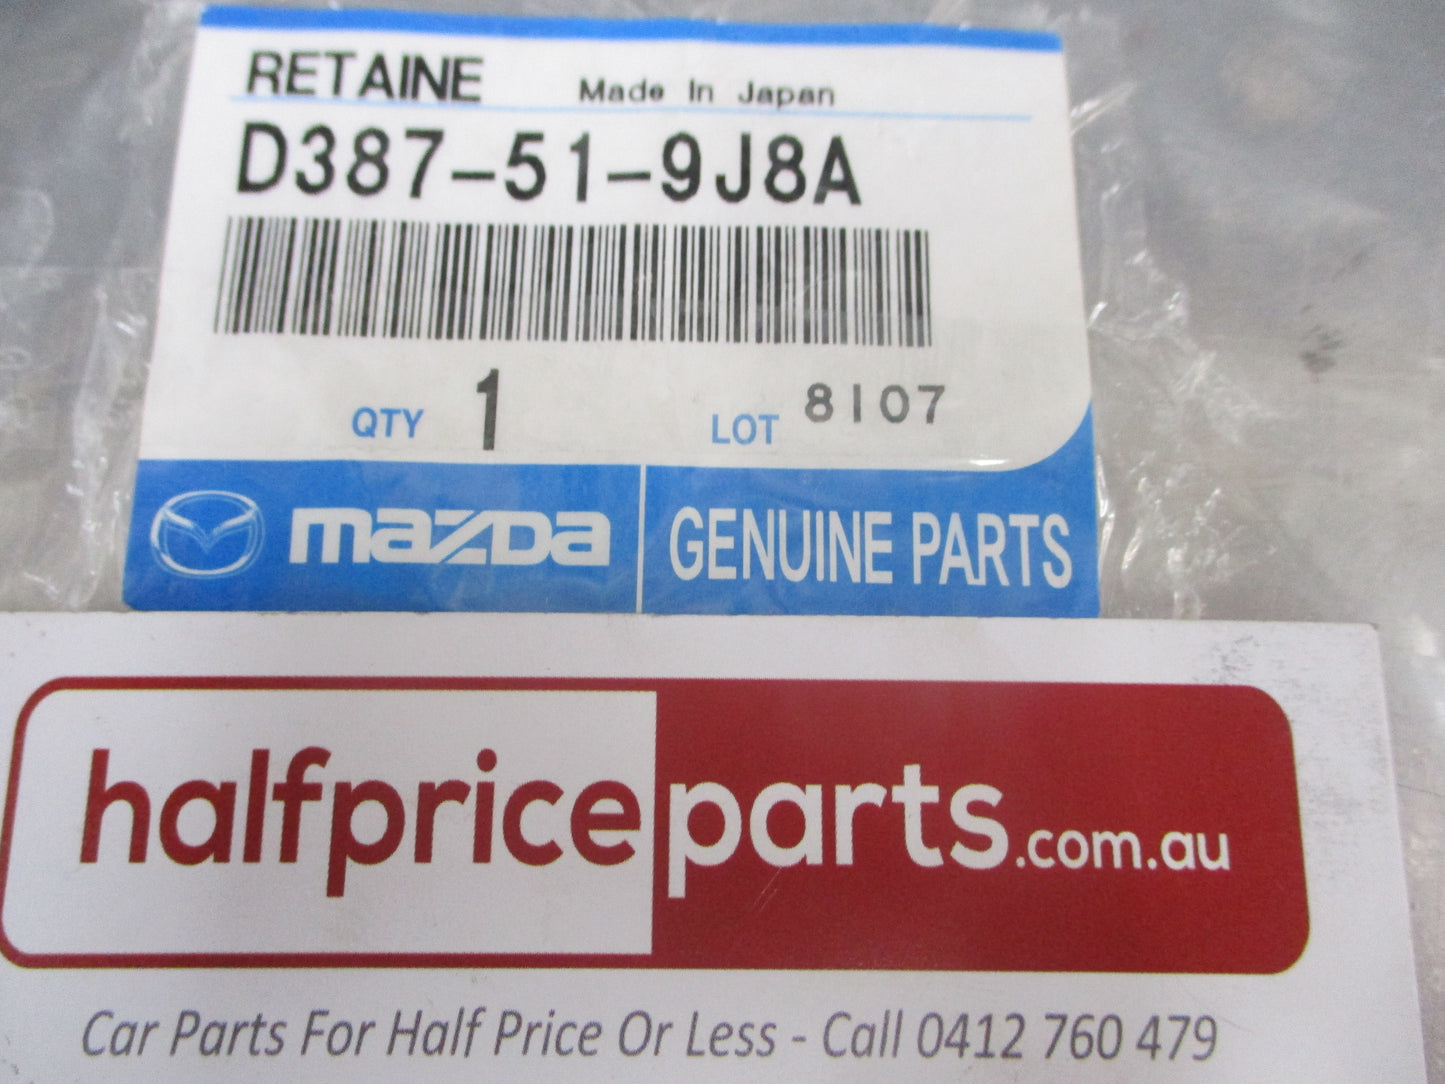 RETAINE Made In Japan
D387-51-9J8A
QTY 1 LOT 8107
mazda GENUINE PARTS
halfpriceparts.com.au
Car Parts For Half Price Or Less - Call 0412 760 479